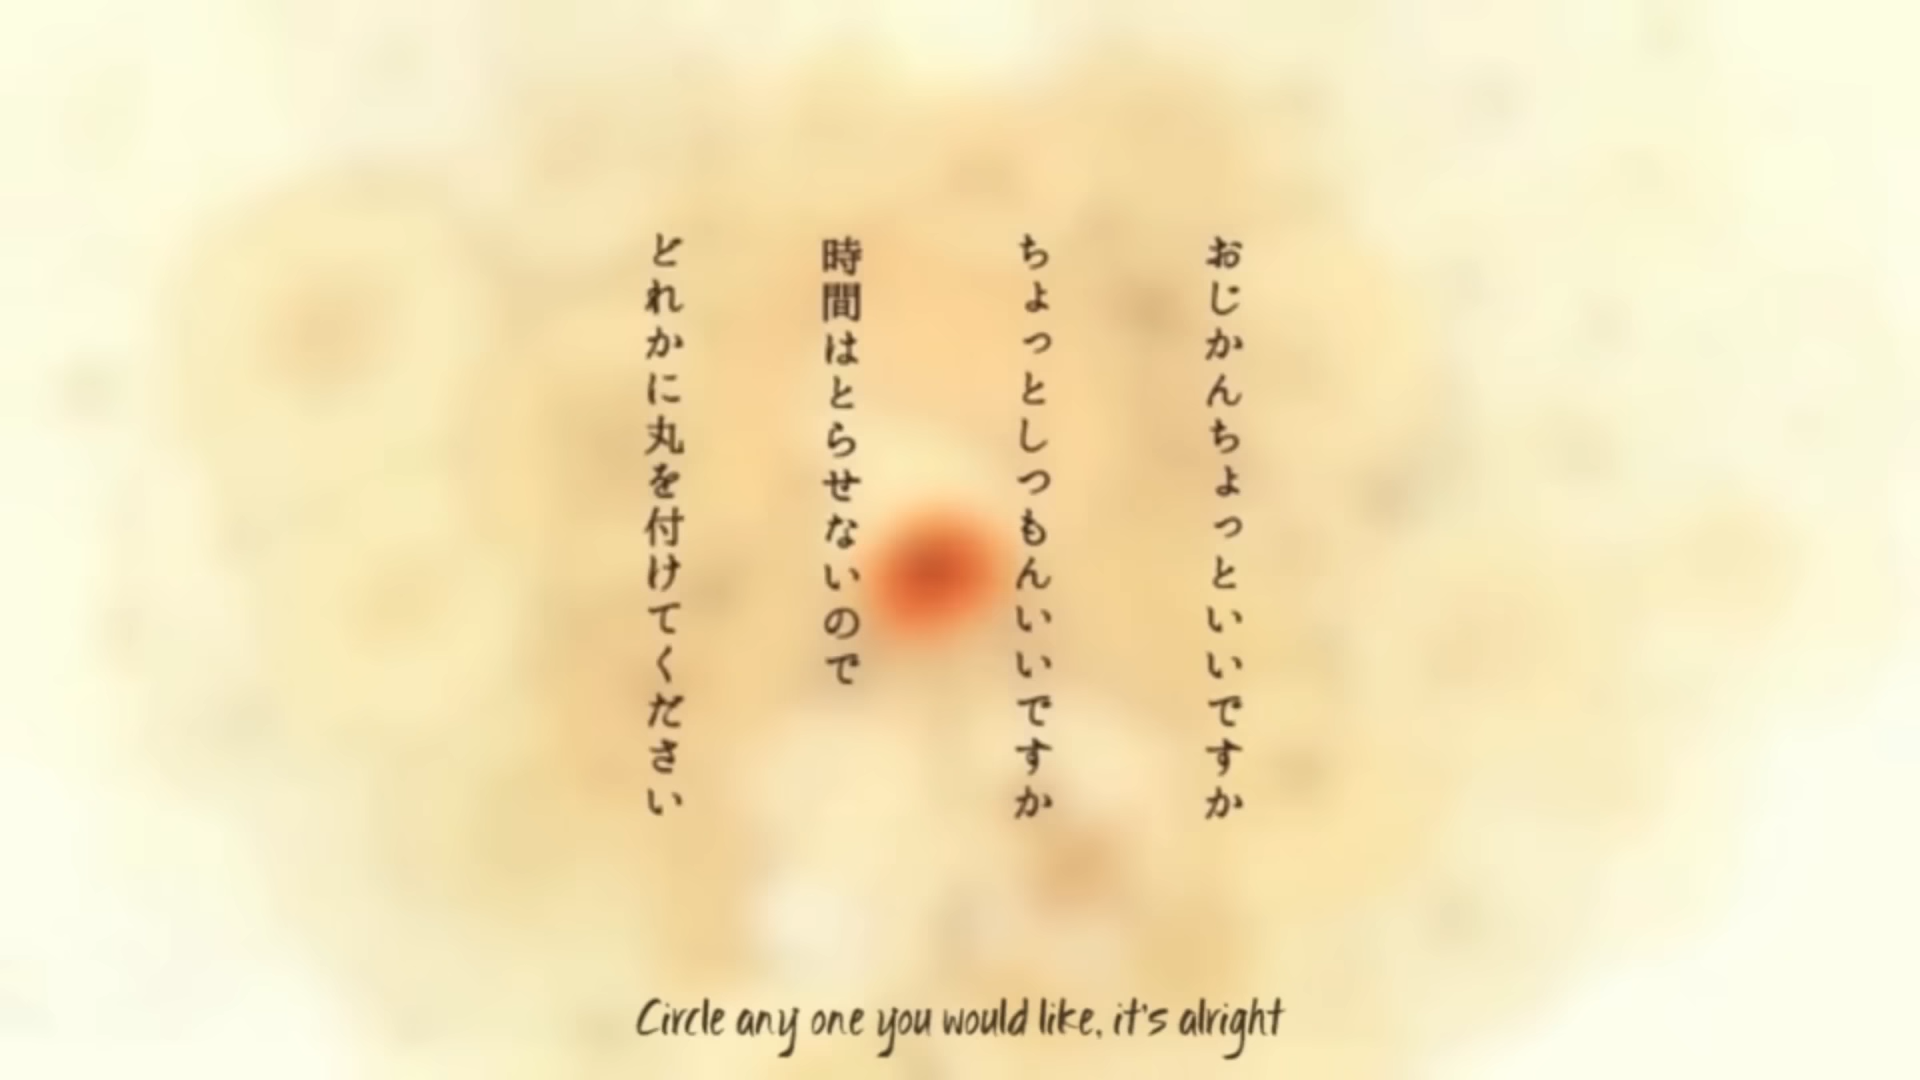 おじかんちょっといいですか
ちょっとしつもんいいですか
時間はとらせないので
どれかに丸を付けてください
Circle any one you would like, it's alright